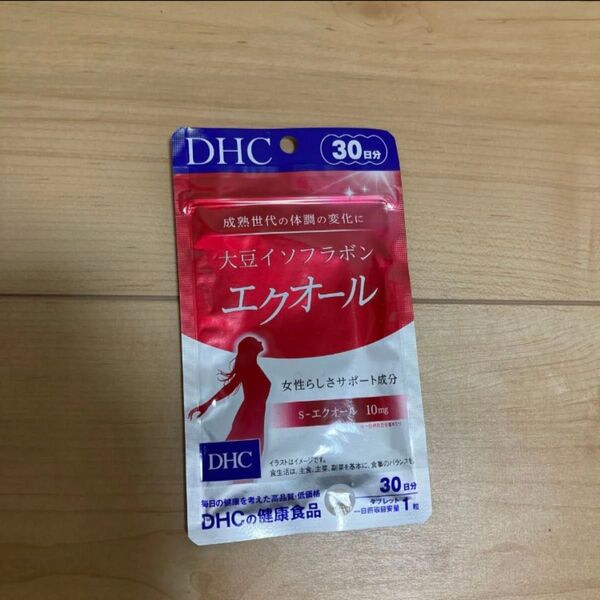 DHC
30日分
成熟世代の体調の変化に
大豆イソフラボン
エクオール
女性らしさサポート成分
S-エクオール 10mg
DHC
イラストはイメージです。
食生活は、主食、主菜、副菜を基本に、食事のバランスを
毎日の健康を考えた高品質・低価格
DHCの健康食品
30日分
タブレット
一日摂取目安量 1粒